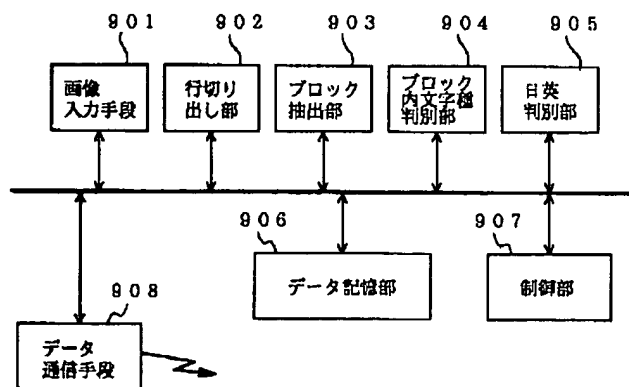 901
902
903
904
905
画像
入力手段
行切り
出し部
ブロック
抽出部
ブロック
内文字種
判別部
日英
判別部
906
907
データ記憶部
制御部
908
データ
通信手段